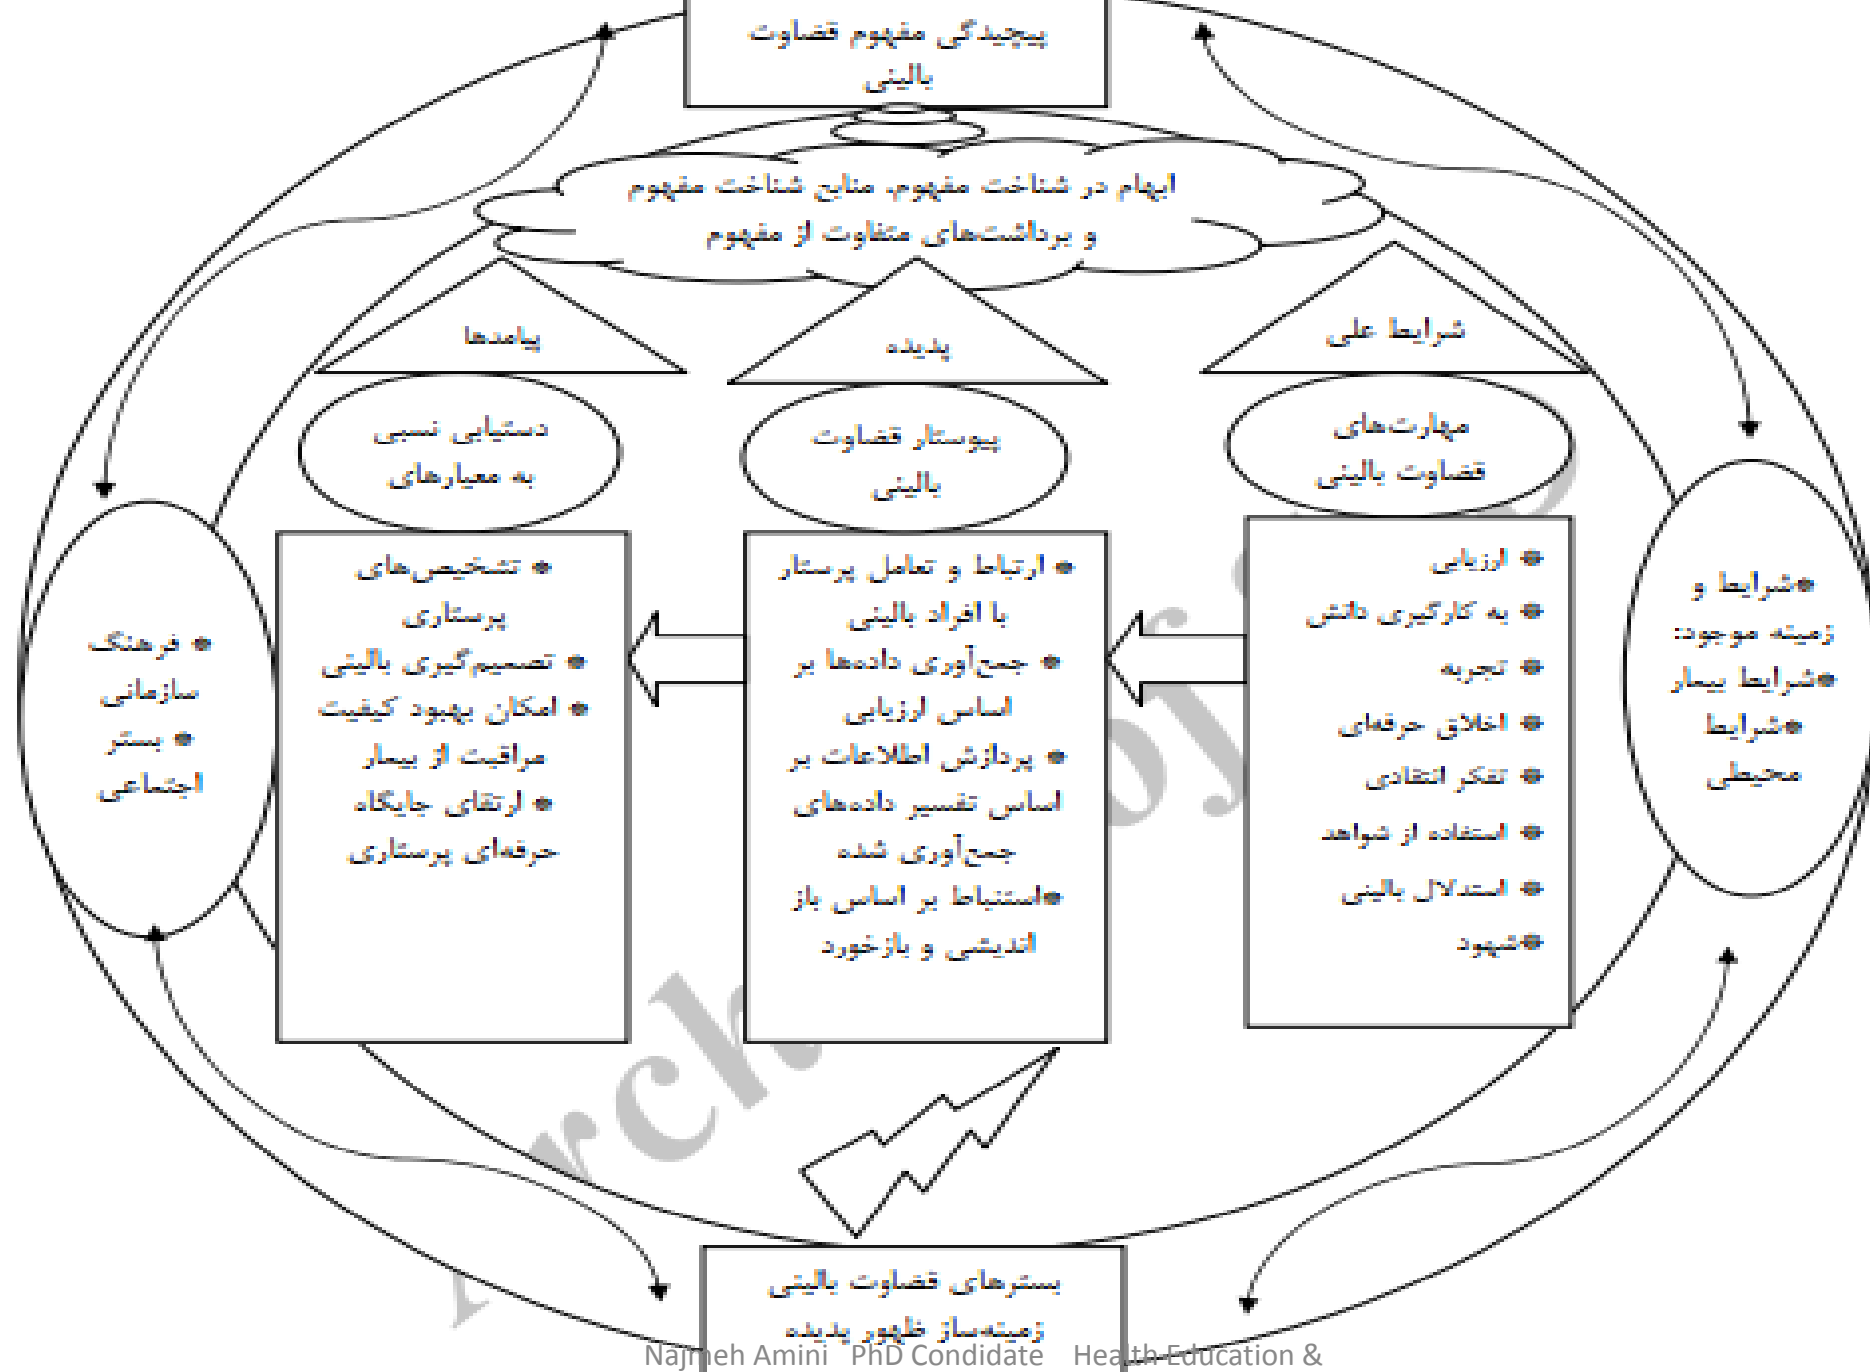 پیچیدگی مفهوم قضاوت
بالینی
ابهام در شناخت مفهوم، منابع شناخت مفهوم
و برداشت‌های متفاوت از مفهوم
شرایط علی
پدیده
پیامدها
مهارت‌های
قضاوت بالینی
پیوستار قضاوت
بالینی
دستیابی نسبی
به معیارهای
●شرایط و
زمینه موجود:
●شرایط بیمار
●شرایط
محیطی
● ارزیابی
● به کارگیری دانش
● تجربه
● اخلاق حرفه‌ای
● تفکر انتقادی
● استفاده از شواهد
● استدلال بالینی
●شهود
● ارتباط و تعامل پرستار
با افراد بالینی
● جمع‌آوری داده‌ها بر
اساس ارزیابی
● پردازش اطلاعات بر
اساس تفسیر داده‌های
جمع‌آوری شده
●استنباط بر اساس باز
اندیشی و بازخورد
● تشخیص‌های
پرستاری
● تصمیم‌گیری بالینی
● امکان بهبود کیفیت
مراقبت از بیمار
● ارتقای جایگاه
حرفه‌ای پرستاری
● فرهنگ
سازمانی
● بستر
اجتماعی
بسترهای قضاوت بالینی
زمینه‌ساز ظهور پدیده
Najmeh Amini PhD Condidate Health Education &